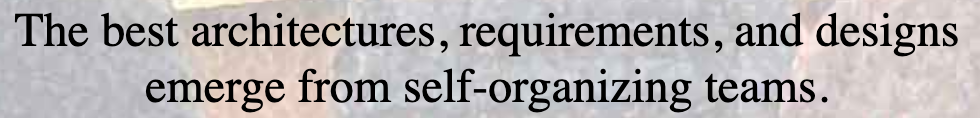 The best architectures, requirements, and designs
emerge from self-organizing teams.